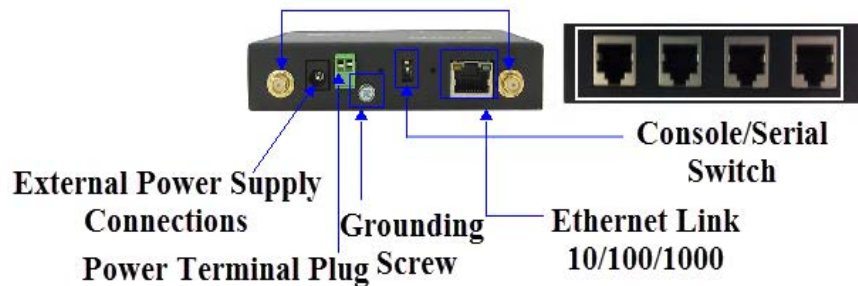 Console/Serial
Switch
External Power Supply
Connections
Grounding
Screw
Ethernet Link
10/100/1000
Power Terminal Plug